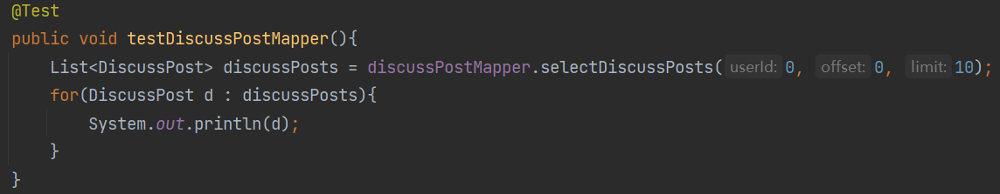 @Test
public void testDiscussPostMapper(){
List<DiscussPost> discussPosts = discussPostMapper.selectDiscussPosts( userId: 0, offset: 0, limit: 10);
for(DiscussPost d : discussPosts){
System.out.println(d);
}
}